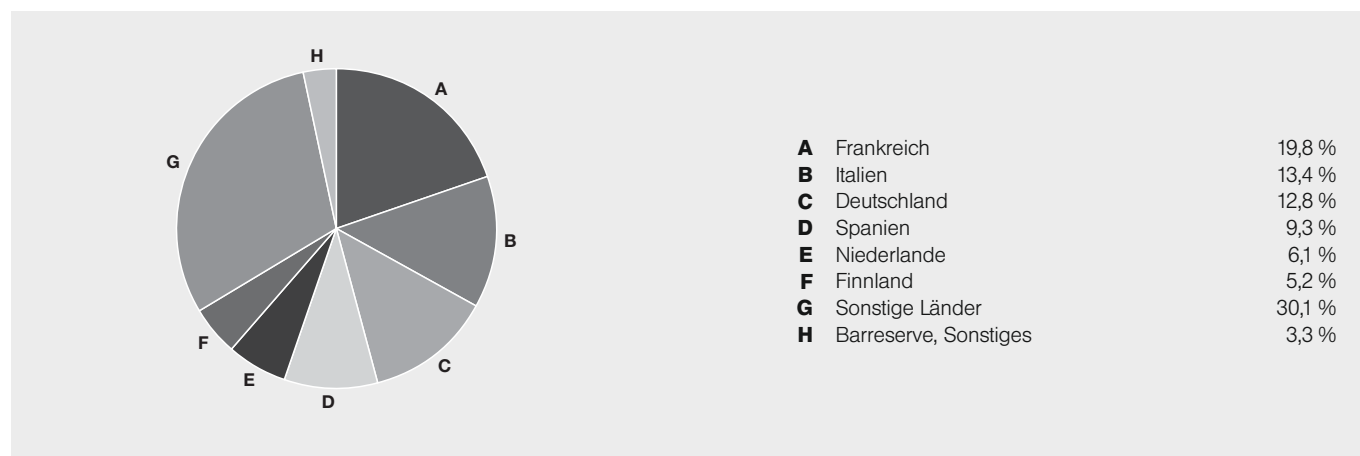 H
A
G
B
F
C
E
D
A Frankreich 19,8 %
B Italien 13,4 %
C Deutschland 12,8 %
D Spanien 9,3 %
E Niederlande 6,1 %
F Finnland 5,2 %
G Sonstige Länder 30,1 %
H Barreserve, Sonstiges 3,3 %